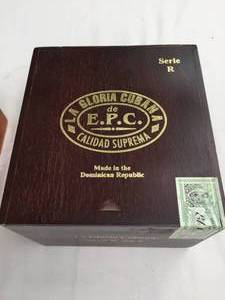 Serie
R
LA GLORIA CUBANA
de
E.P.C.
CALIDAD SUPREMA
Made in the
Dominican Republic